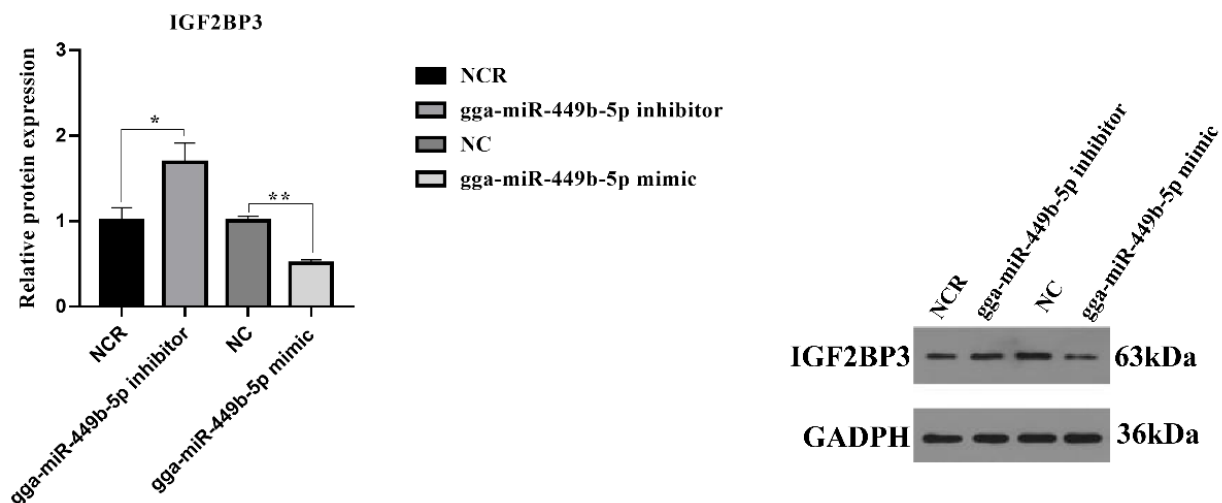 IGF2BP3
Relative protein expression
3
2
1
0
*
**
NCR
gga-miR-449b-5p inhibitor
NC
gga-miR-449b-5p mimic
NCR
gga-miR-449b-5p inhibitor
NC
gga-miR-449b-5p mimic
NCR
gga-miR-449b-5p inhibitor
NC
gga-miR-449b-5p mimic
IGF2BP3 63kDa
GADPH 36kDa